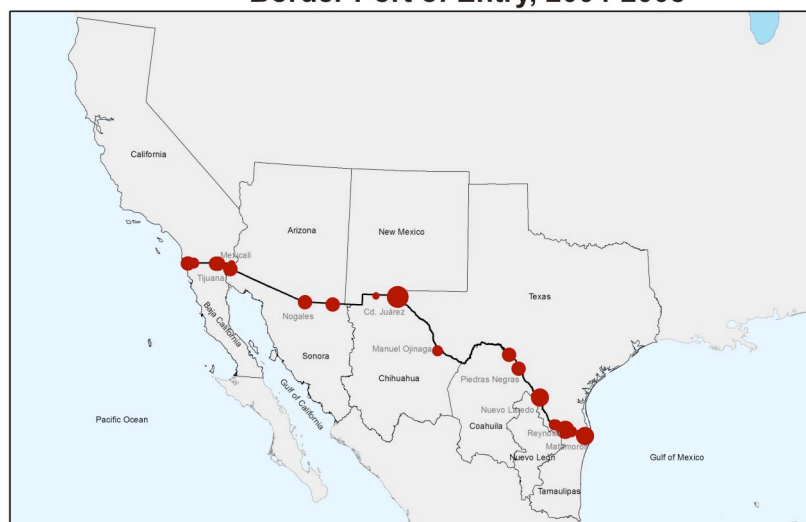 Border Port of Entry, 2004-2008
California
Arizona
New Mexico
Texas
Mexicali
Tijuana
Baja California
Nogales
Sonora
Gulf of California
Cd. Juárez
Manuel Ojinaga
Chihuahua
Piedras Negras
Nuevo Laredo
Coahuila
Reynosa
Matamoros
Nuevo León
Tamaulipas
Pacific Ocean
Gulf of Mexico